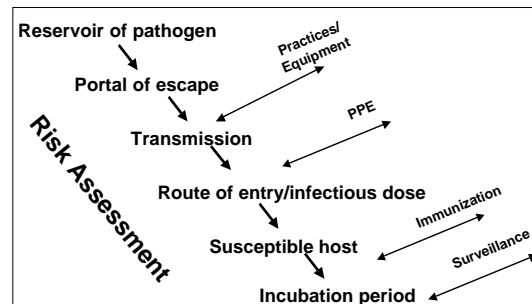 Reservoir of pathogen
Practices/
Equipment
Portal of escape
PPE
Transmission
Risk Assessment
Route of entry/infectious dose
Immunization
Susceptible host
Surveillance
Incubation period